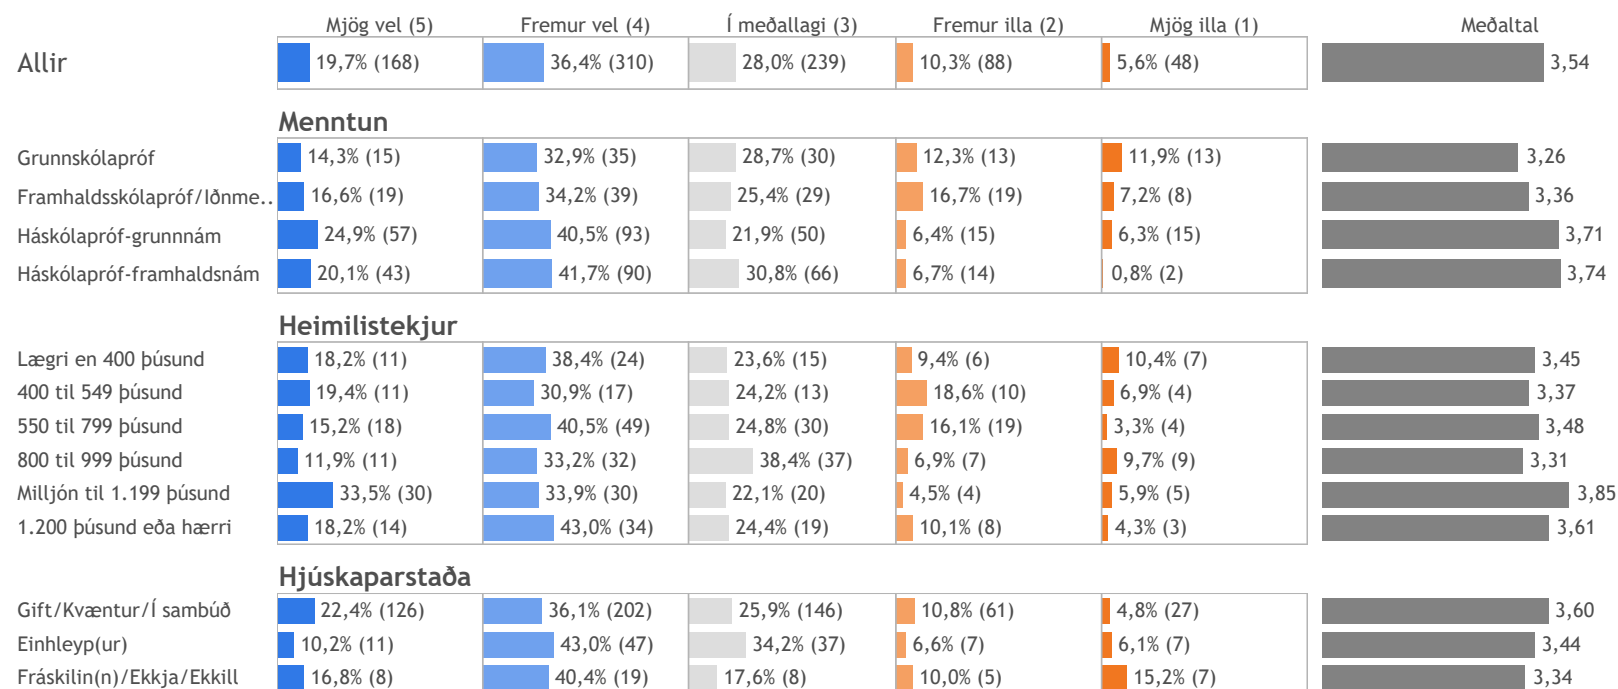 Mjög vel (5) Fremur vel (4) Í meðallagi (3) Fremur illa (2) Mjög illa (1) Meðaltal
Allir 19,7% (168) 36,4% (310) 28,0% (239) 10,3% (88) 5,6% (48) 3,54
Menntun
Grunnskólapróf 14,3% (15) 32,9% (35) 28,7% (30) 12,3% (13) 11,9% (13) 3,26
Framhaldsskólapróf/Iðnme.. 16,6% (19) 34,2% (39) 25,4% (29) 16,7% (19) 7,2% (8) 3,36
Háskólapróf-grunnnám 24,9% (57) 40,5% (93) 21,9% (50) 6,4% (15) 6,3% (15) 3,71
Háskólapróf-framhaldsnám 20,1% (43) 41,7% (90) 30,8% (66) 6,7% (14) 0,8% (2) 3,74
Heimilistekjur
Lægri en 400 þúsund 18,2% (11) 38,4% (24) 23,6% (15) 9,4% (6) 10,4% (7) 3,45
400 til 549 þúsund 19,4% (11) 30,9% (17) 24,2% (13) 18,6% (10) 6,9% (4) 3,37
550 til 799 þúsund 15,2% (18) 40,5% (49) 24,8% (30) 16,1% (19) 3,3% (4) 3,48
800 til 999 þúsund 11,9% (11) 33,2% (32) 38,4% (37) 6,9% (7) 9,7% (9) 3,31
Milljón til 1.199 þúsund 33,5% (30) 33,9% (30) 22,1% (20) 4,5% (4) 5,9% (5) 3,85
1.200 þúsund eða hærri 18,2% (14) 43,0% (34) 24,4% (19) 10,1% (8) 4,3% (3) 3,61
Hjúskaparstaða
Gift/Kvæntur/Í sambúð 22,4% (126) 36,1% (202) 25,9% (146) 10,8% (61) 4,8% (27) 3,60
Einhleyp(ur) 10,2% (11) 43,0% (47) 34,2% (37) 6,6% (7) 6,1% (7) 3,44
Fráskilin(n)/Ekkja/Ekkill 16,8% (8) 40,4% (19) 17,6% (8) 10,0% (5) 15,2% (7) 3,34